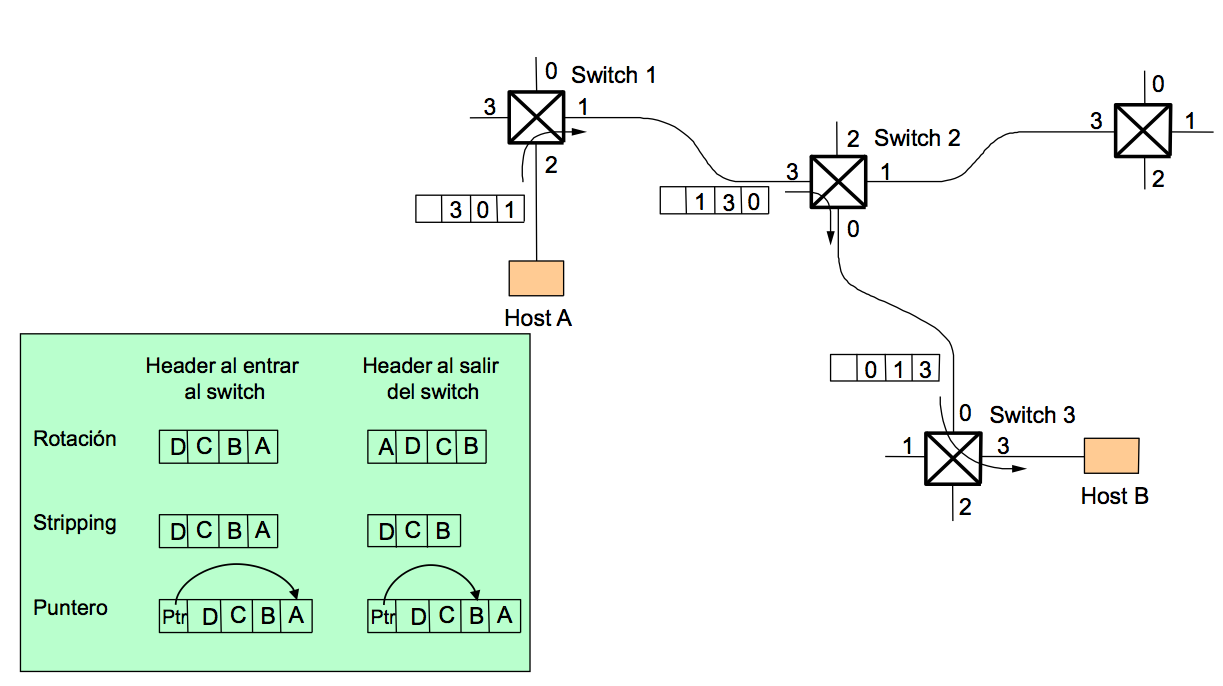 0 Switch 1
3 1
2
3 0 1
Host A
2 Switch 2
3 1
1 3 0
0
0
3 1
2
0 1 3
0 Switch 3
1 3
2
Host B
Header al entrar
al switch
Header al salir
del switch
Rotación
D C B A
A D C B
Stripping
D C B A
D C B
Puntero
Ptr D C B A
Ptr D C B A